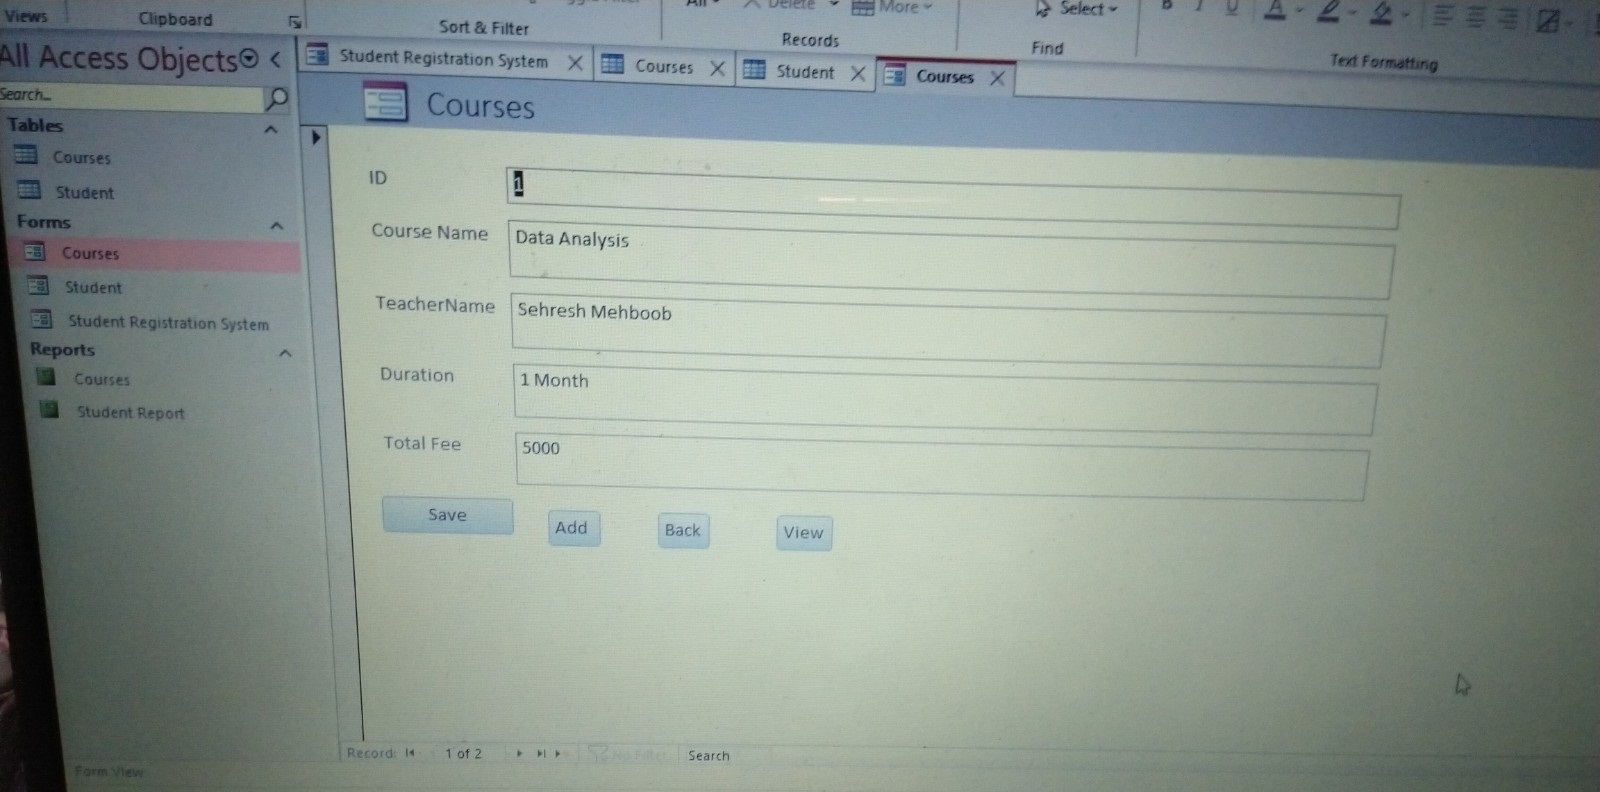 Views
Clipboard
Sort & Filter
Delete
More
Records
Select
Find
B I U A
Text Formatting
All Access Objects
Search...
Tables
Courses
Student
Forms
Courses
Student
Student Registration System
Reports
Courses
Student Report
Student Registration System
Courses
Student
Courses
Courses
ID 1
Course Name Data Analysis
TeacherName Sehresh Mehboob
Duration 1 Month
Total Fee 5000
Save Add Back View
Record: 1 of 2 No Filter Search
Form View